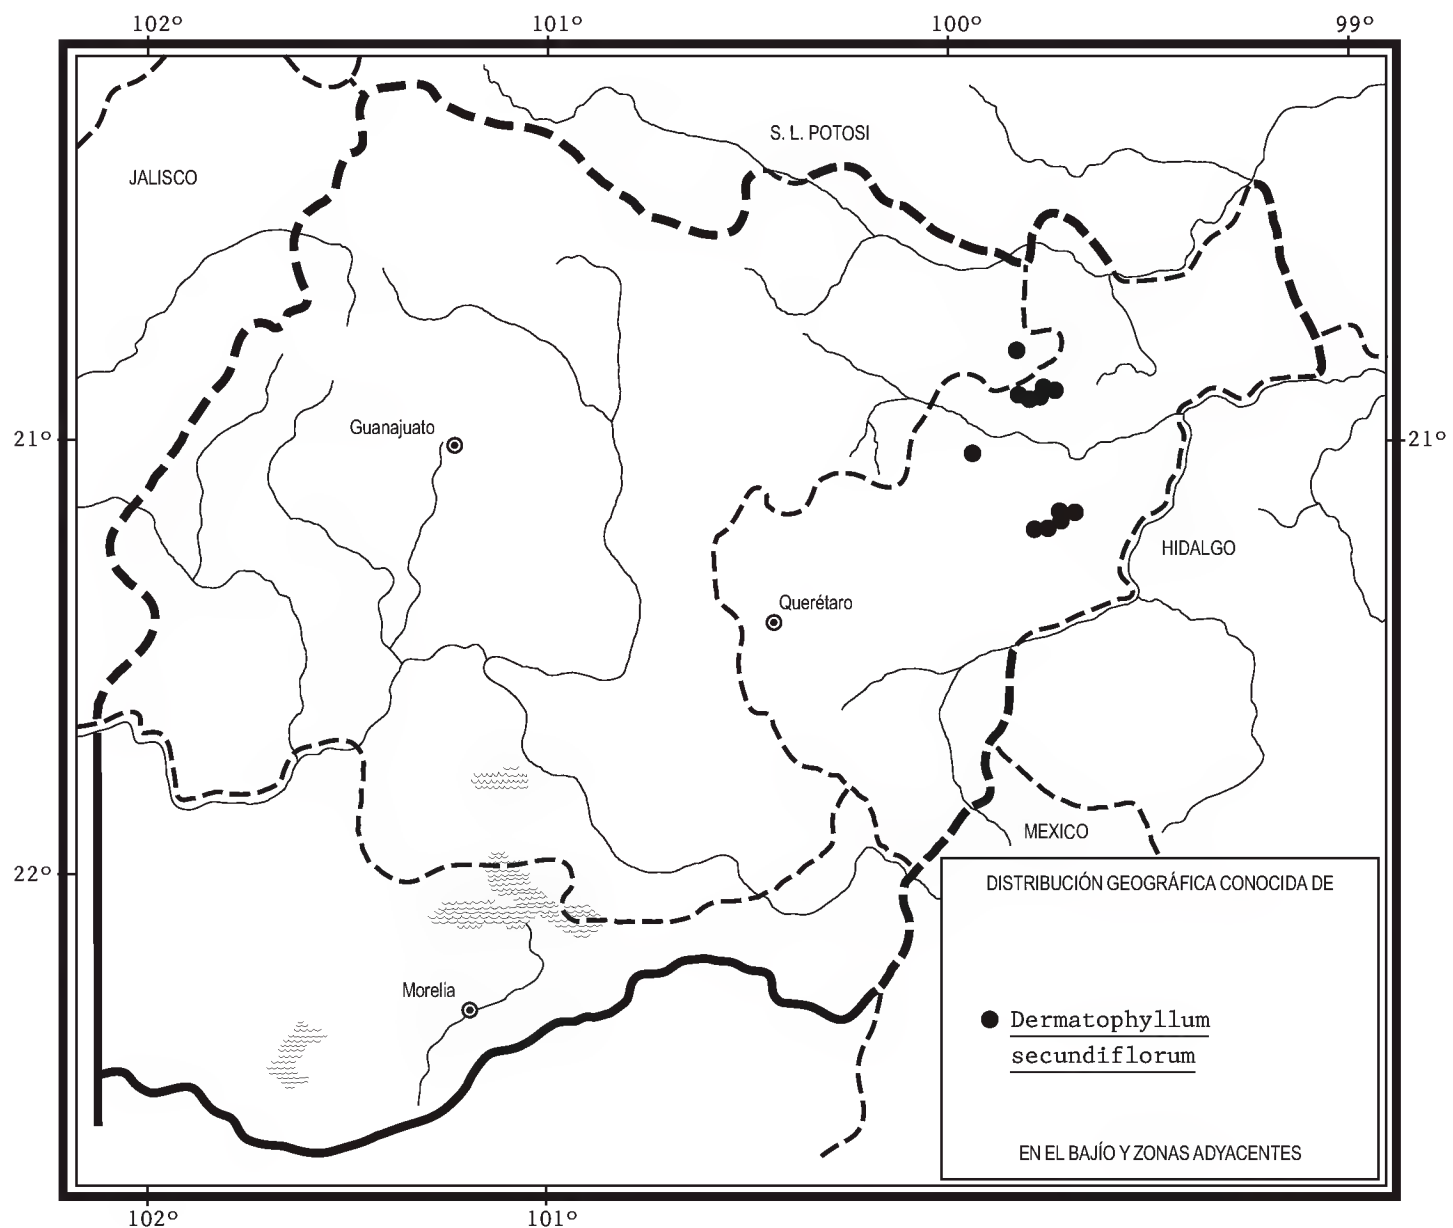 102° 101° 100° 99°
S. L. POTOSI
JALISCO
Guanajuato
21° 21°
HIDALGO
Querétaro
MEXICO
22°
DISTRIBUCIÓN GEOGRÁFICA CONOCIDA DE
Morelia
Dermatophyllum
secundiflorum
EN EL BAJÍO Y ZONAS ADYACENTES
102° 101°